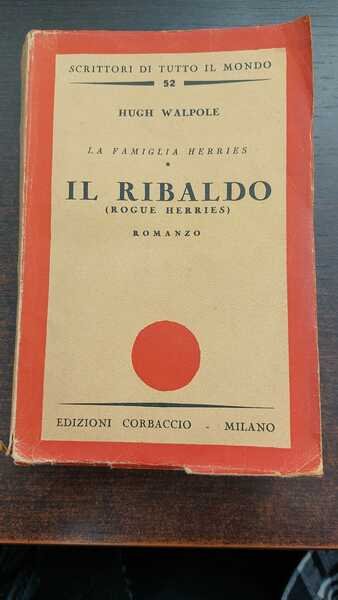 SCRITTORI DI TUTTO IL MONDO
52
HUGH WALPOLE
LA FAMIGLIA HERRIES
*
IL RIBALDO
(ROGUE HERRIES)
ROMANZO
EDIZIONI CORBACCIO - MILANO